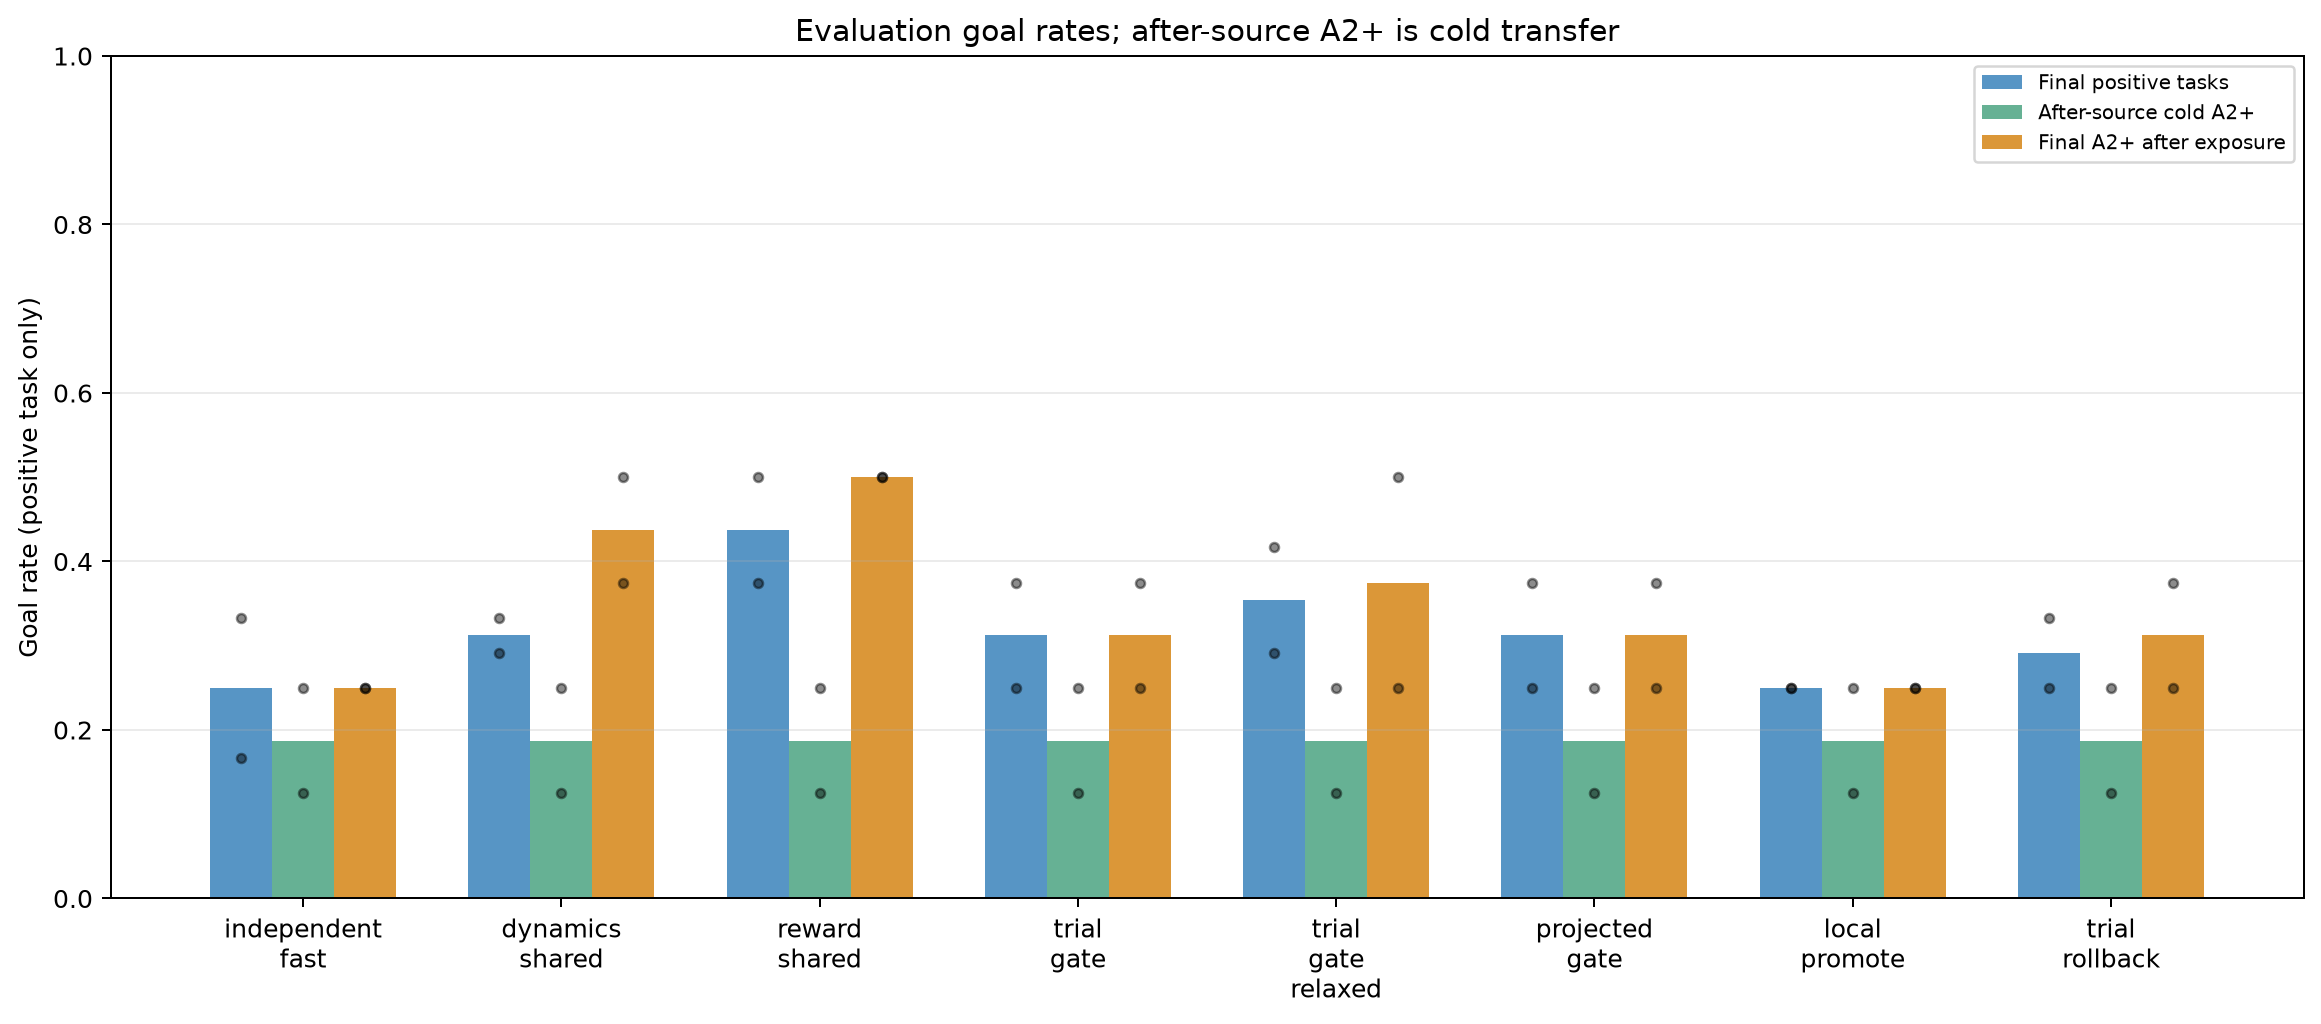 Evaluation goal rates; after-source A2+ is cold transfer
Goal rate (positive task only)
1.0
0.8
0.6
0.4
0.2
0.0
Final positive tasks
After-source cold A2+
Final A2+ after exposure
independent
fast
dynamics
shared
reward
shared
trial
gate
trial
gate
relaxed
projected
gate
local
promote
trial
rollback